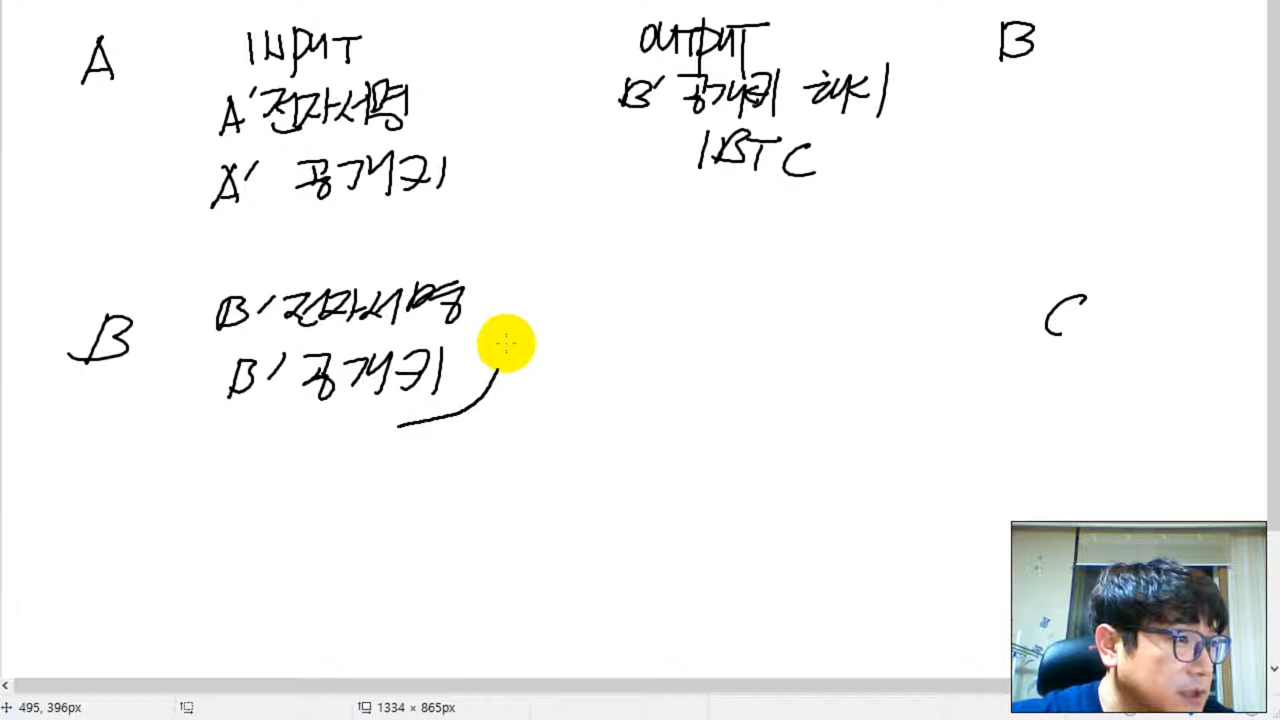 A INPUT OUTPUT B
A' 전자서명 B' 공개키 해시
A' 공개키 1BTC
B B' 전자서명 C
B' 공개키
495, 396px 1334 × 865px